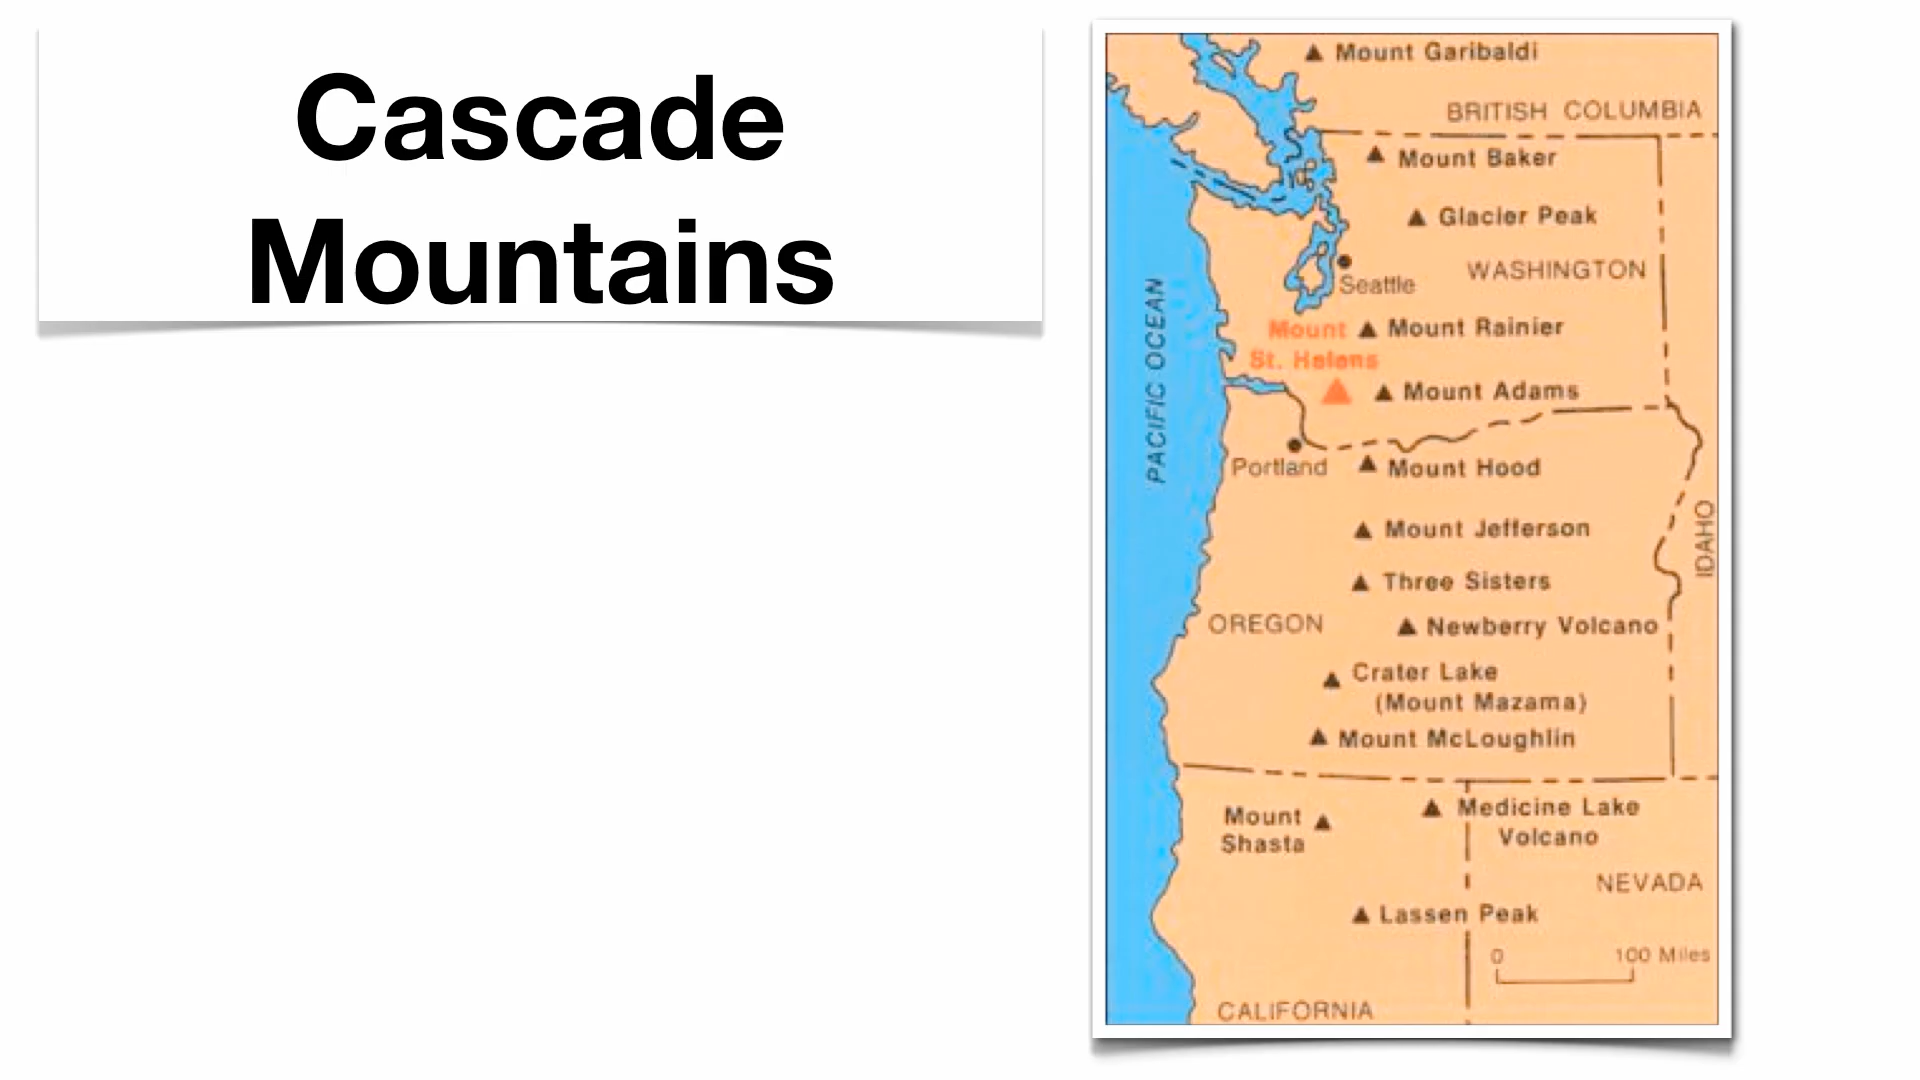 Cascade
Mountains
Mount Garibaldi
BRITISH COLUMBIA
Mount Baker
Glacier Peak
WASHINGTON
Seattle
Mount
St. Helens
Mount Rainier
Mount Adams
PACIFIC OCEAN
Portland
Mount Hood
Mount Jefferson
IDAHO
Three Sisters
OREGON
Newberry Volcano
Crater Lake
(Mount Mazama)
Mount McLoughlin
Mount
Shasta
Medicine Lake
Volcano
NEVADA
Lassen Peak
0 100 Miles
CALIFORNIA